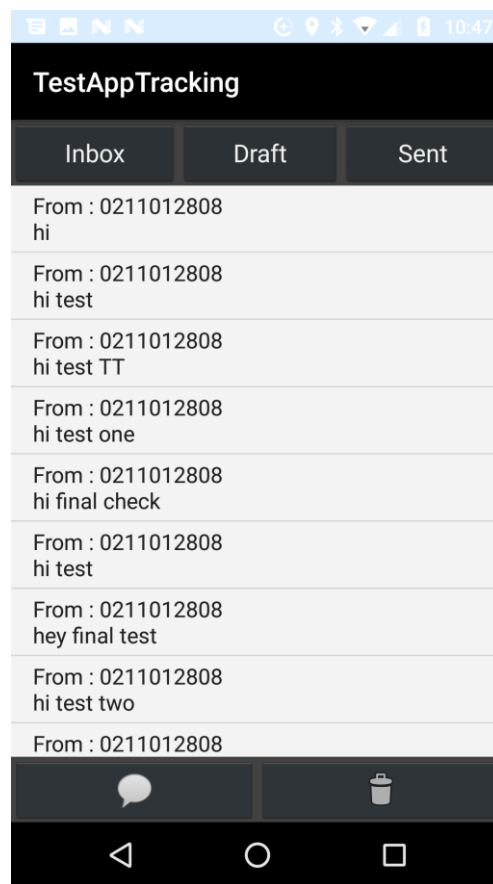 10:47
TestAppTracking
Inbox Draft Sent
From : 0211012808
hi
From : 0211012808
hi test
From : 0211012808
hi test TT
From : 0211012808
hi test one
From : 0211012808
hi final check
From : 0211012808
hi test
From : 0211012808
hey final test
From : 0211012808
hi test two
From : 0211012808